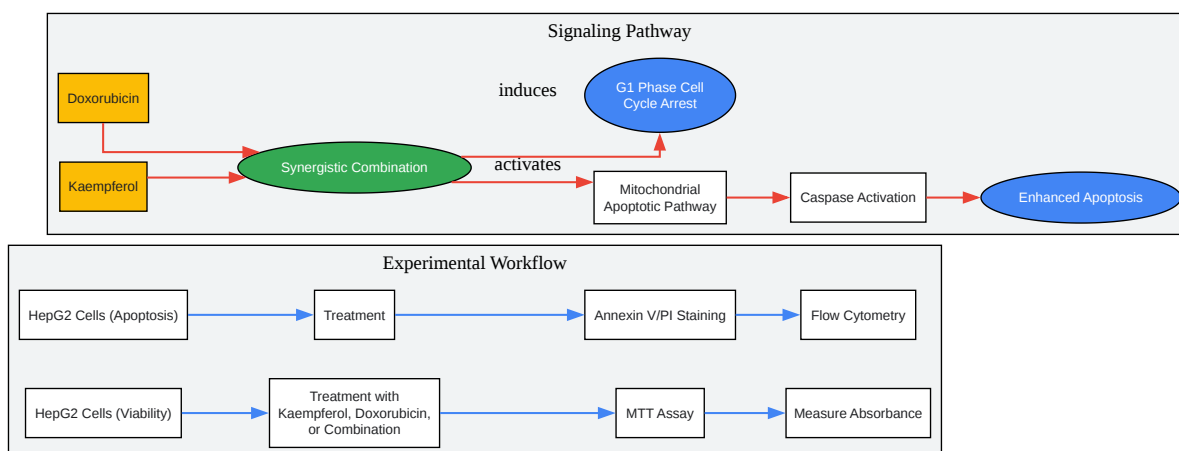 Signaling Pathway
Doxorubicin
Kaempferol
Synergistic Combination
induces
activates
G1 Phase Cell
Cycle Arrest
Mitochondrial
Apoptotic Pathway
Caspase Activation
Enhanced Apoptosis
Experimental Workflow
HepG2 Cells (Apoptosis)
Treatment
Annexin V/PI Staining
Flow Cytometry
HepG2 Cells (Viability)
Treatment with
Kaempferol, Doxorubicin,
or Combination
MTT Assay
Measure Absorbance